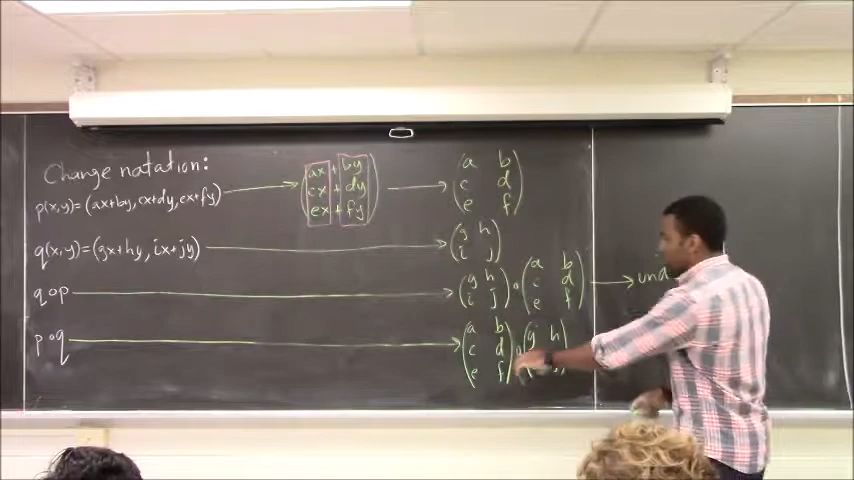 Change notation:
p(x,y)=(ax+by,cx+dy,ex+fy) → (ax+by cx+dy ex+fy) → (a b c d e f)
q(x,y)=(gx+hy,ix+jy) → (g h i j)
q∘p → (g h i j)∘(a b c d e f) → und
p∘q → (a b c d e f)∘(g h